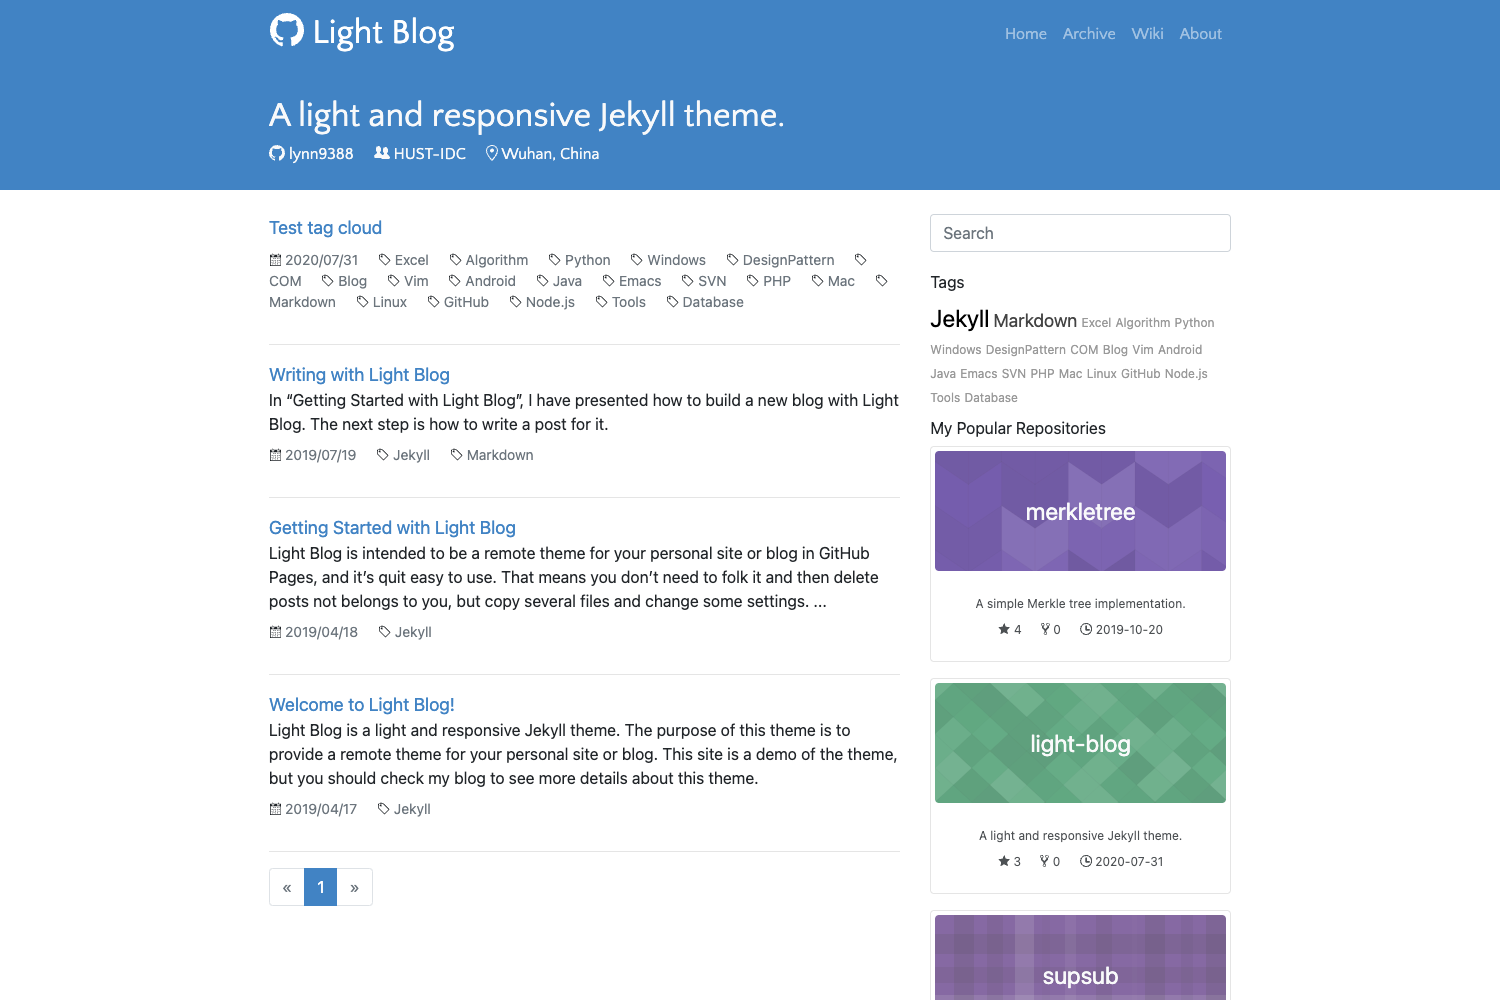 Light Blog
Home Archive Wiki About
A light and responsive Jekyll theme.
lynn9388 HUST-IDC Wuhan, China
Test tag cloud
2020/07/31 Excel Algorithm Python Windows DesignPattern
COM Blog Vim Android Java Emacs SVN PHP Mac
Markdown Linux GitHub Node.js Tools Database
Writing with Light Blog
In “Getting Started with Light Blog”, I have presented how to build a new blog with Light
Blog. The next step is how to write a post for it.
2019/07/19 Jekyll Markdown
Getting Started with Light Blog
Light Blog is intended to be a remote theme for your personal site or blog in GitHub
Pages, and it’s quit easy to use. That means you don’t need to folk it and then delete
posts not belongs to you, but copy several files and change some settings. ...
2019/04/18 Jekyll
Welcome to Light Blog!
Light Blog is a light and responsive Jekyll theme. The purpose of this theme is to
provide a remote theme for your personal site or blog. This site is a demo of the theme,
but you should check my blog to see more details about this theme.
2019/04/17 Jekyll
« 1 »
Search
Tags
Jekyll Markdown Excel Algorithm Python
Windows DesignPattern COM Blog Vim Android
Java Emacs SVN PHP Mac Linux GitHub Node.js
Tools Database
My Popular Repositories
merkletree
A simple Merkle tree implementation.
4 0 2019-10-20
light-blog
A light and responsive Jekyll theme.
3 0 2020-07-31
supsub